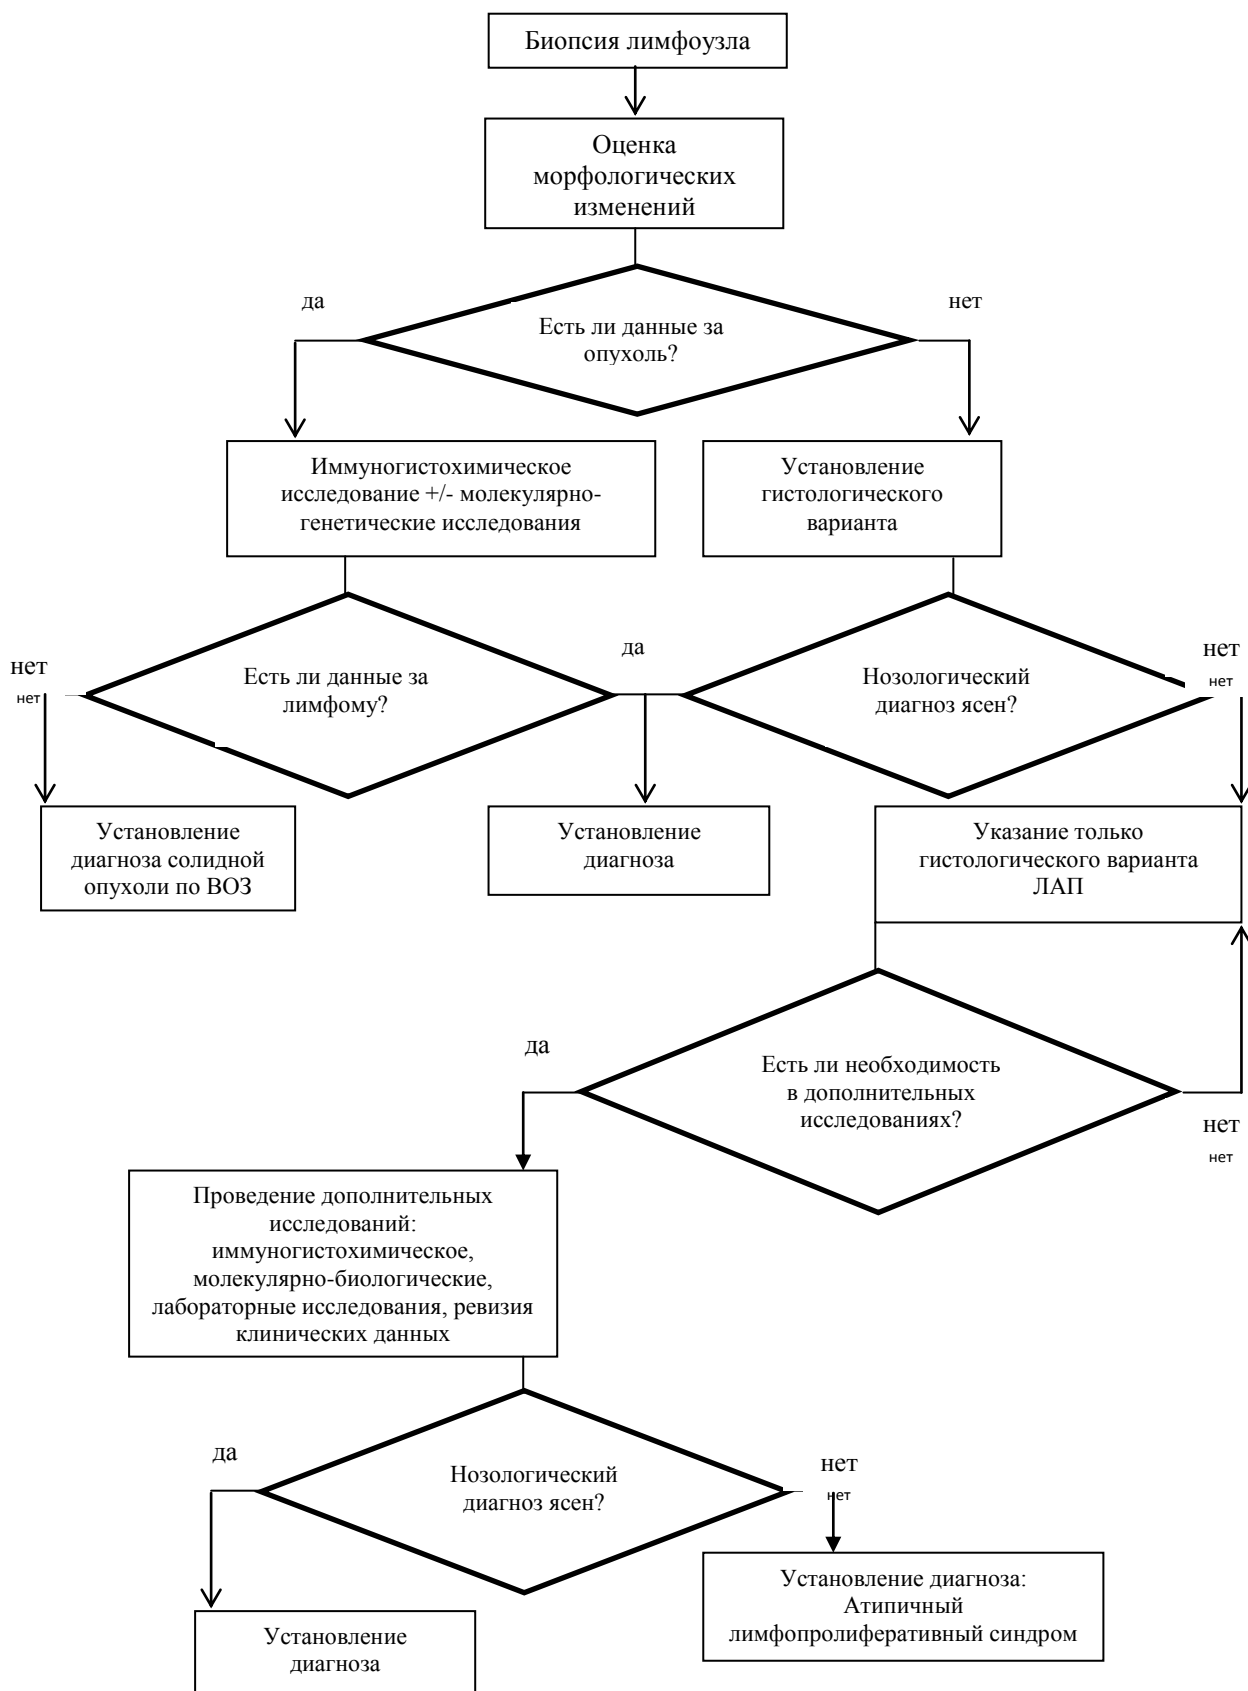 Биопсия лимфоузла
Оценка
морфологических
изменений
да
нет
Есть ли данные за
опухоль?
Иммуногистохимическое
исследование +/- молекулярно-
генетические исследования
Установление
гистологического
варианта
нет
нет
Есть ли данные за
лимфому?
да
Нозологический
диагноз ясен?
нет
нет
Установление
диагноза солидной
опухоли по ВОЗ
Установление
диагноза
Указание только
гистологического варианта
ЛАП
да
Есть ли необходимость
в дополнительных
исследованиях?
нет
нет
Проведение дополнительных
исследований:
иммуногистохимическое,
молекулярно-биологические,
лабораторные исследования, ревизия
клинических данных
да
Нозологический
диагноз ясен?
нет
нет
Установление диагноза:
Атипичный
лимфопролиферативный синдром
Установление
диагноза